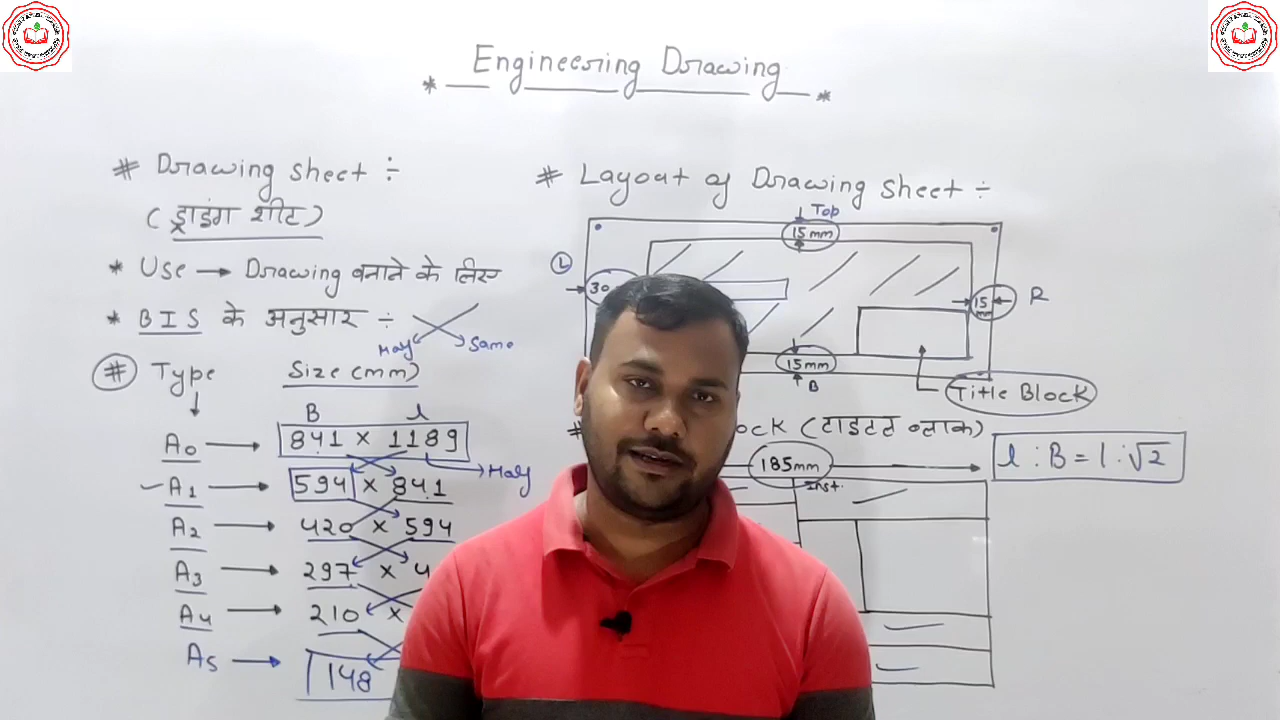 Engineering Drawing
# Drawing sheet ÷
(ड्राइंग शीट)
* Use → Drawing बनाने के लिए
* BIS के अनुसार ÷
Half Same
# Type Size (mm)
B l
A0 → 841 × 1189
Half
A1 → 594 × 841
A2 → 420 × 594
A3 → 297 × 4
A4 → 210 ×
A5 → 148
# Layout of Drawing Sheet ÷
Top
15mm
L
30
15 mm
R
15mm
B
Title Block
# ock (टाइटल ब्लाक)
185mm
l : B = 1 : √2
Inst.